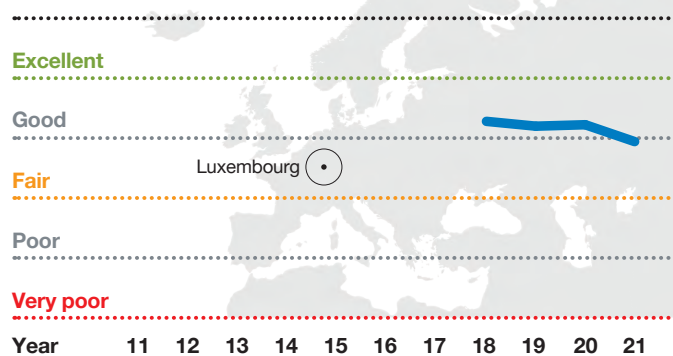 Excellent
Good
Luxembourg
Fair
Poor
Very poor
Year 11 12 13 14 15 16 17 18 19 20 21